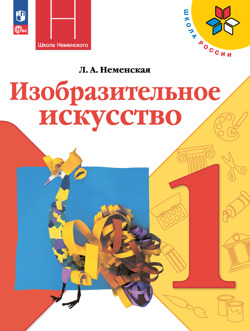 Школа Неменского
ШКОЛА РОССИИ
Л. А. Неменская
Изобразительное
искусство
1